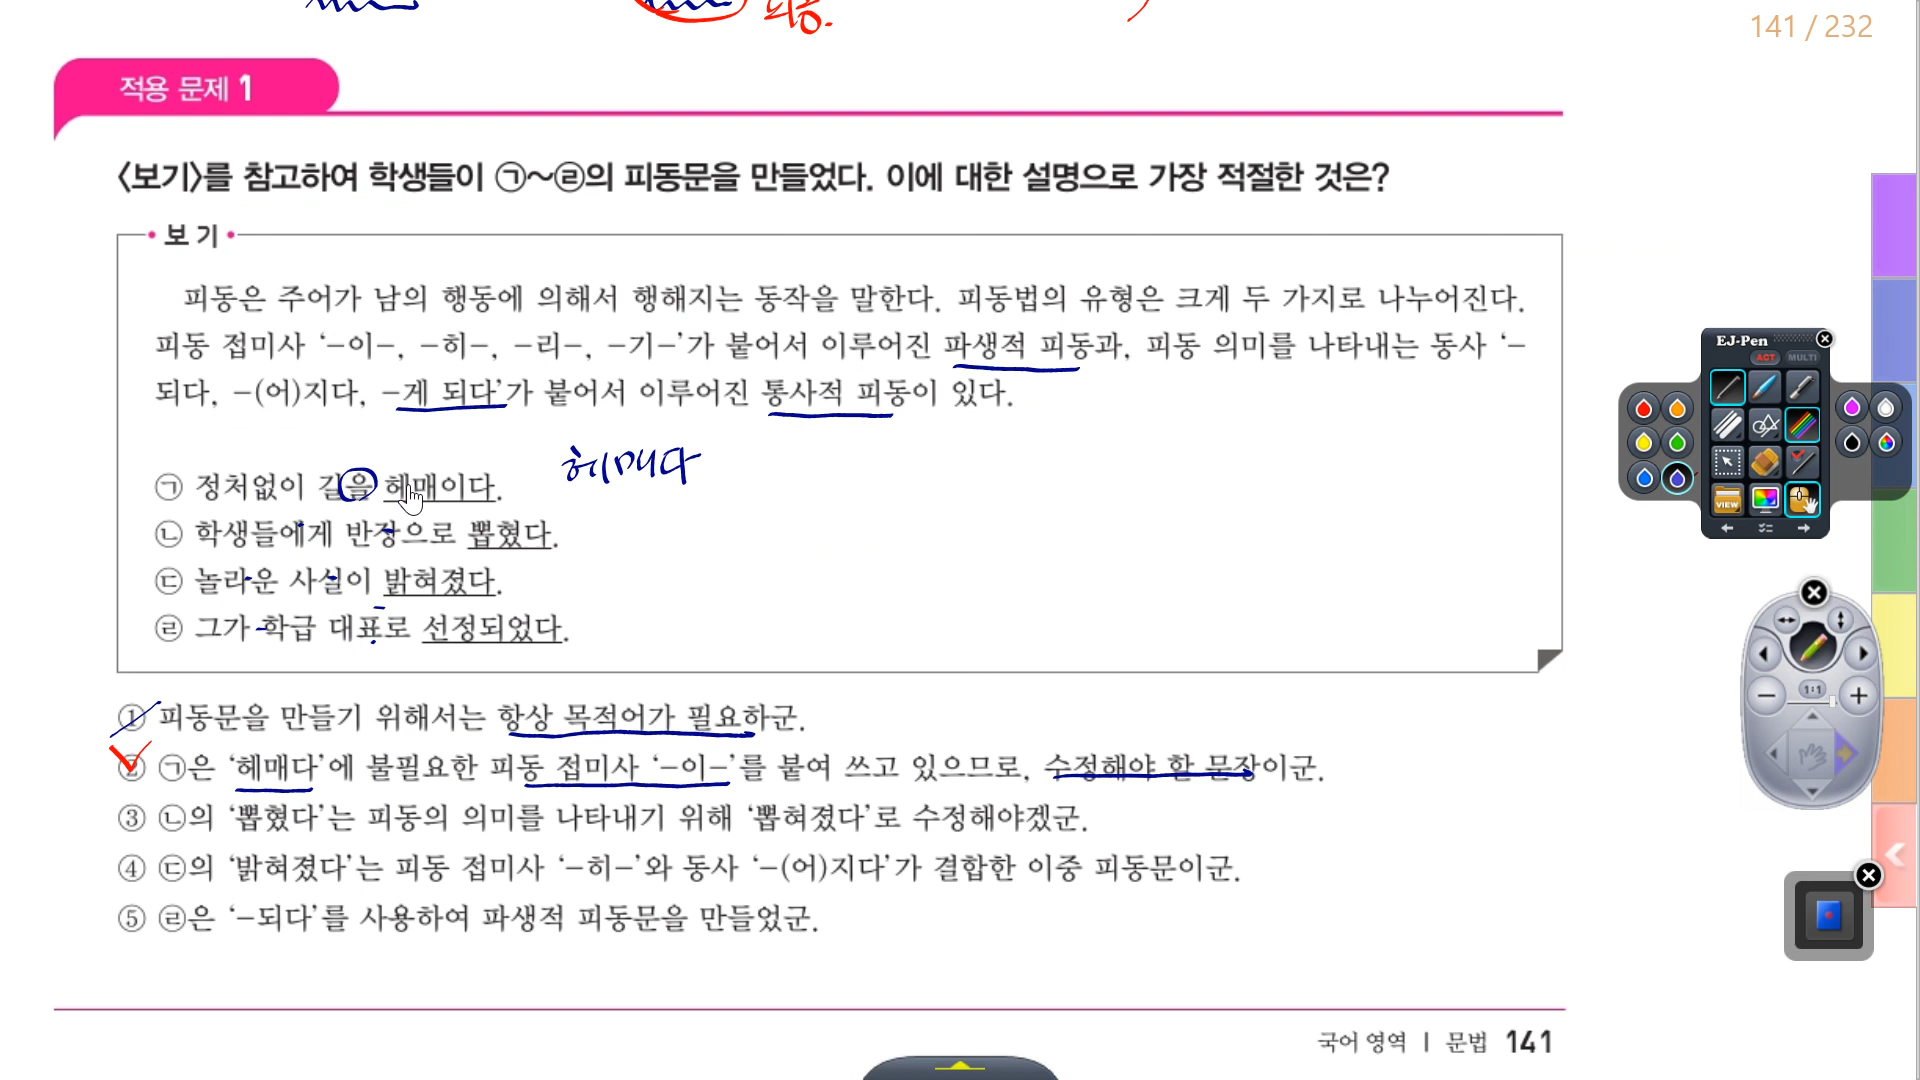 피동.
141 / 232
적용 문제 1
<보기>를 참고하여 학생들이 ㉠~㉣의 피동문을 만들었다. 이에 대한 설명으로 가장 적절한 것은?
• 보 기 •
피동은 주어가 남의 행동에 의해서 행해지는 동작을 말한다. 피동법의 유형은 크게 두 가지로 나누어진다.
피동 접미사 ‘-이-, -히-, -리-, -기-’가 붙어서 이루어진 파생적 피동과, 피동 의미를 나타내는 동사 ‘-
되다, -(어)지다, -게 되다’가 붙어서 이루어진 통사적 피동이 있다.
헤매다
㉠ 정처없이 길을 헤매이다.
㉡ 학생들에게 반장으로 뽑혔다.
㉢ 놀라운 사실이 밝혀졌다.
㉣ 그가 학급 대표로 선정되었다.
① 피동문을 만들기 위해서는 항상 목적어가 필요하군.
② ㉠은 ‘헤매다’에 불필요한 피동 접미사 ‘-이-’를 붙여 쓰고 있으므로, 수정해야 할 문장이군.
③ ㉡의 ‘뽑혔다’는 피동의 의미를 나타내기 위해 ‘뽑혀졌다’로 수정해야겠군.
④ ㉢의 ‘밝혀졌다’는 피동 접미사 ‘-히-’와 동사 ‘-(어)지다’가 결합한 이중 피동문이군.
⑤ ㉣은 ‘-되다’를 사용하여 파생적 피동문을 만들었군.
국어 영역 | 문법 141
EJ-Pen
ACT MULTI
VIEW
1:1